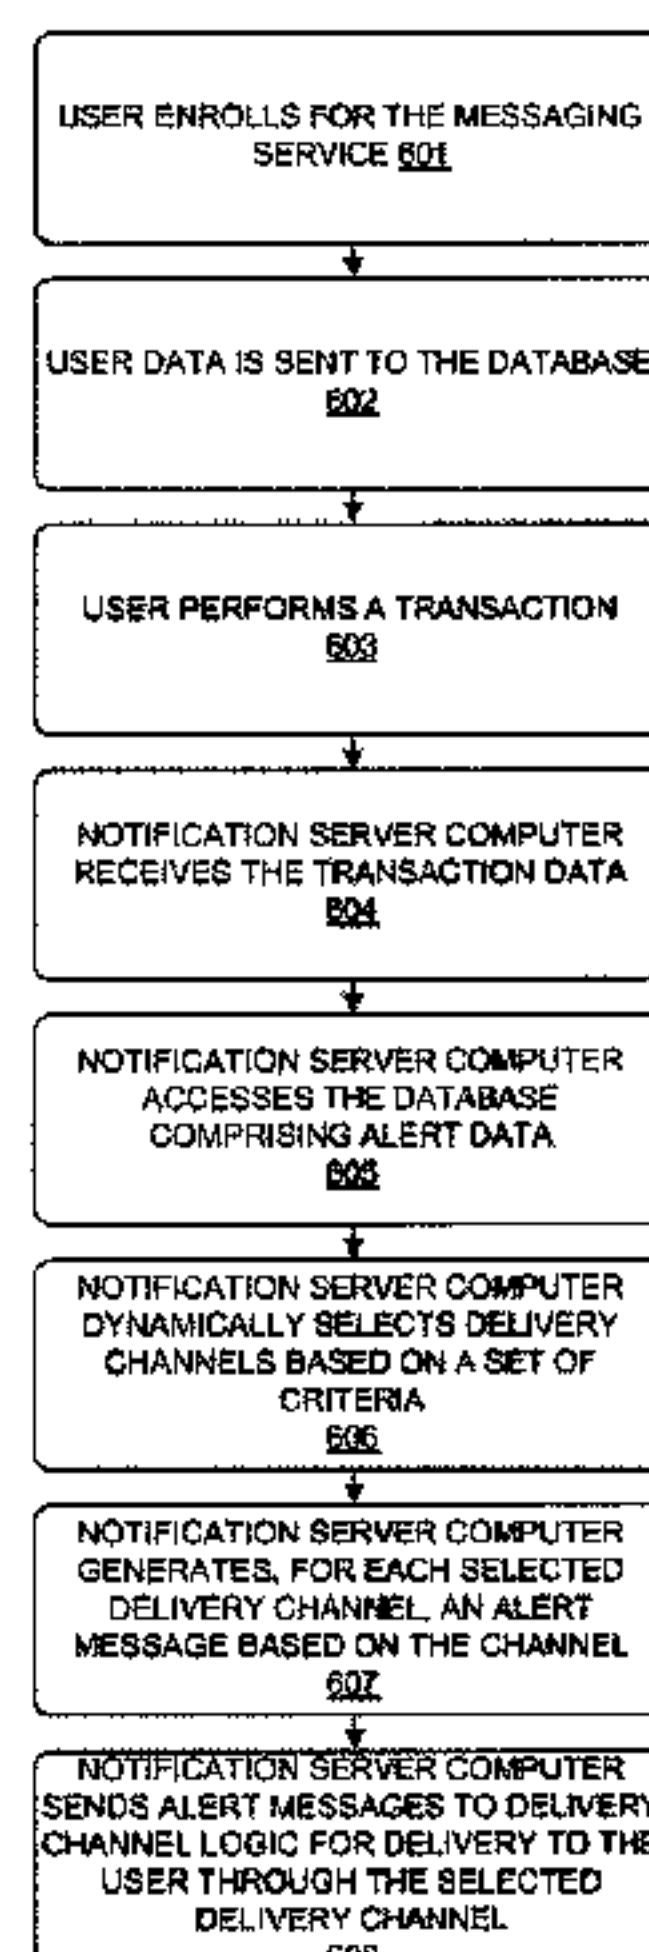 USER ENROLLS FOR THE MESSAGING
SERVICE 601
USER DATA IS SENT TO THE DATABASE
602
USER PERFORMS A TRANSACTION
603
NOTIFICATION SERVER COMPUTER
RECEIVES THE TRANSACTION DATA
604
NOTIFICATION SERVER COMPUTER
ACCESSES THE DATABASE
COMPRISING ALERT DATA
605
NOTIFICATION SERVER COMPUTER
DYNAMICALLY SELECTS DELIVERY
CHANNELS BASED ON A SET OF
CRITERIA
606
NOTIFICATION SERVER COMPUTER
GENERATES, FOR EACH SELECTED
DELIVERY CHANNEL, AN ALERT
MESSAGE BASED ON THE CHANNEL
607
NOTIFICATION SERVER COMPUTER
SENDS ALERT MESSAGES TO DELIVERY
CHANNEL LOGIC FOR DELIVERY TO THE
USER THROUGH THE SELECTED
DELIVERY CHANNEL